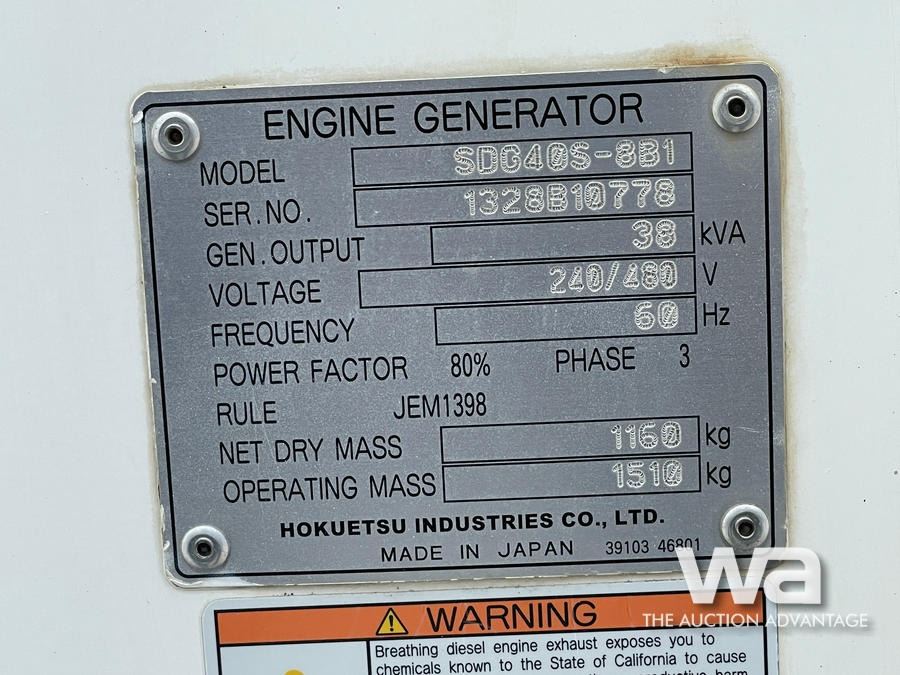 ENGINE GENERATOR
MODEL SDG40S-8B1
SER.NO. 1328B10778
GEN.OUTPUT 38 kVA
VOLTAGE 240/480 V
FREQUENCY 60 Hz
POWER FACTOR 80% PHASE 3
RULE JEM1398
NET DRY MASS 1160 kg
OPERATING MASS 1510 kg
HOKUETSU INDUSTRIES CO., LTD.
MADE IN JAPAN 39103 46801
wa
THE AUCTION ADVANTAGE
WARNING
Breathing diesel engine exhaust exposes you to
chemicals known to the State of California to cause